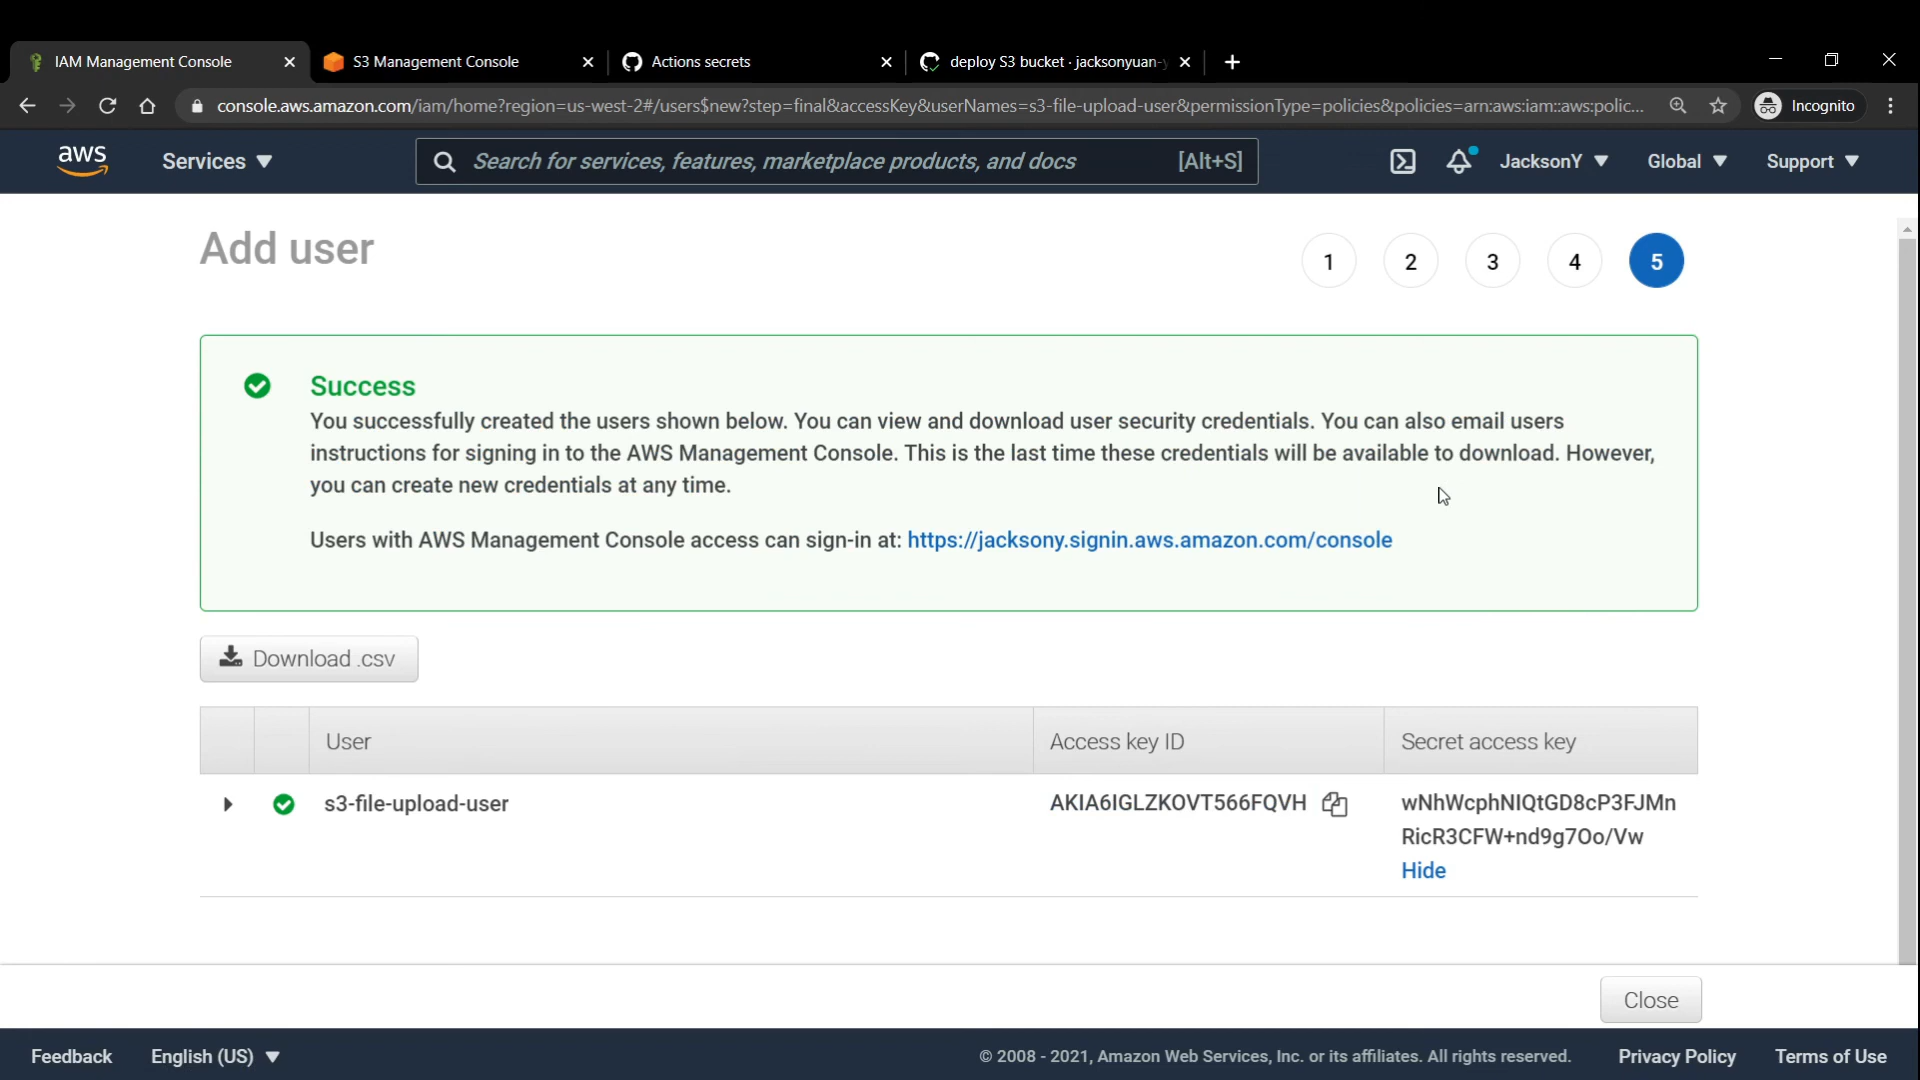 IAM Management Console
S3 Management Console
Actions secrets
deploy S3 bucket · jacksonyuan-y
console.aws.amazon.com/iam/home?region=us-west-2#/users$new?step=final&accessKey&userNames=s3-file-upload-user&permissionType=policies&policies=arn:aws:iam::aws:polic...
Incognito
aws
Services
Search for services, features, marketplace products, and docs
[Alt+S]
JacksonY
Global
Support
Add user
1
2
3
4
5
Success
You successfully created the users shown below. You can view and download user security credentials. You can also email users
instructions for signing in to the AWS Management Console. This is the last time these credentials will be available to download. However,
you can create new credentials at any time.
Users with AWS Management Console access can sign-in at: https://jacksony.signin.aws.amazon.com/console
Download .csv
User
Access key ID
Secret access key
s3-file-upload-user
AKIA6IGLZKOVT566FQVH
wNhWcphNIQtGD8cP3FJMn
RicR3CFW+nd9g7Oo/Vw
Hide
Close
Feedback
English (US)
© 2008 - 2021, Amazon Web Services, Inc. or its affiliates. All rights reserved.
Privacy Policy
Terms of Use